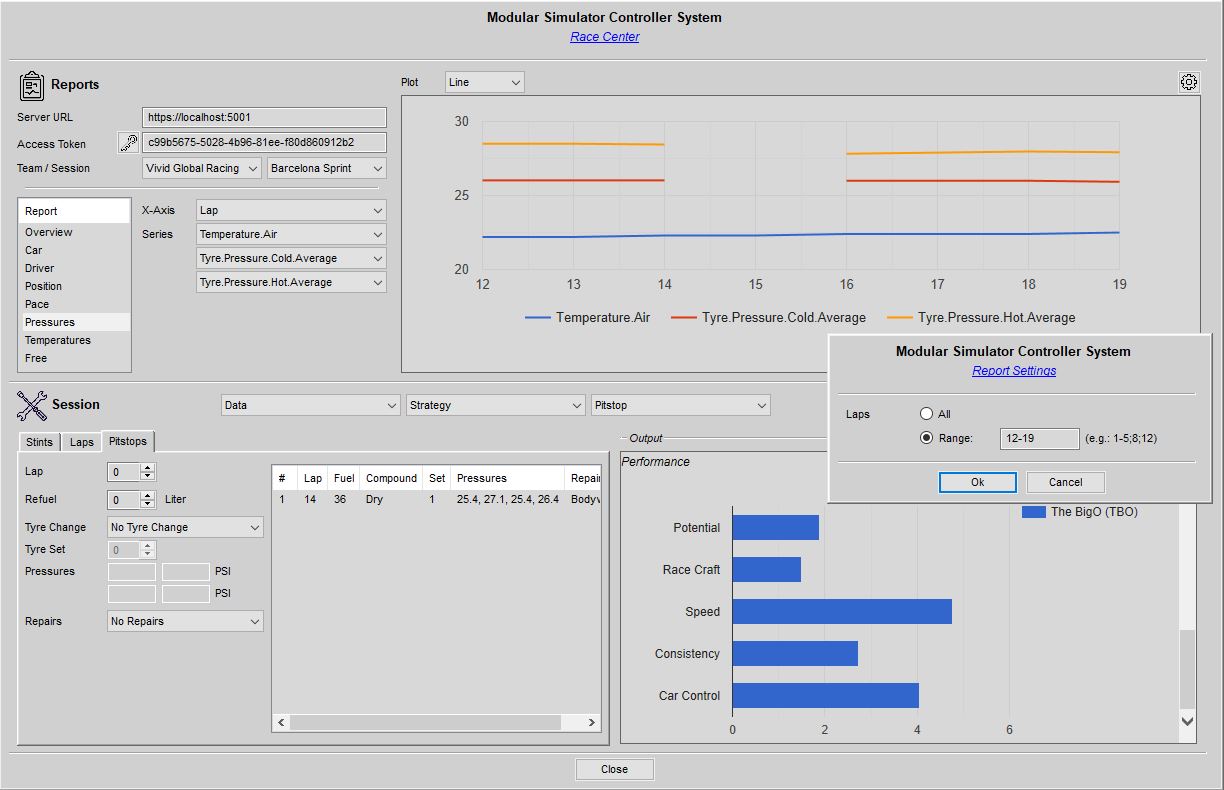 Modular Simulator Controller System
Race Center
Reports
Plot Line
Server URL https://localhost:5001
Access Token c99b5675-5028-4b96-81ee-f80d860912b2
Team / Session Vivid Global Racing Barcelona Sprint
Report
Overview
Car
Driver
Position
Pace
Pressures
Temperatures
Free
X-Axis Lap
Series Temperature.Air
Tyre.Pressure.Cold.Average
Tyre.Pressure.Hot.Average
30
25
20
12 13 14 15 16 17 18 19
Temperature.Air Tyre.Pressure.Cold.Average Tyre.Pressure.Hot.Average
Modular Simulator Controller System
Report Settings
Laps All
Range: 12-19 (e.g.: 1-5;8;12)
Ok Cancel
Session Data Strategy Pitstop
Stints Laps Pitstops
Lap 0
Refuel 0 Liter
Tyre Change No Tyre Change
Tyre Set 0
Pressures PSI
PSI
Repairs No Repairs
# Lap Fuel Compound Set Pressures Repair
1 14 36 Dry 1 25.4, 27.1, 25.4, 26.4 Bodyw
Output
Performance
The BigO (TBO)
Potential
Race Craft
Speed
Consistency
Car Control
0 2 4 6
Close